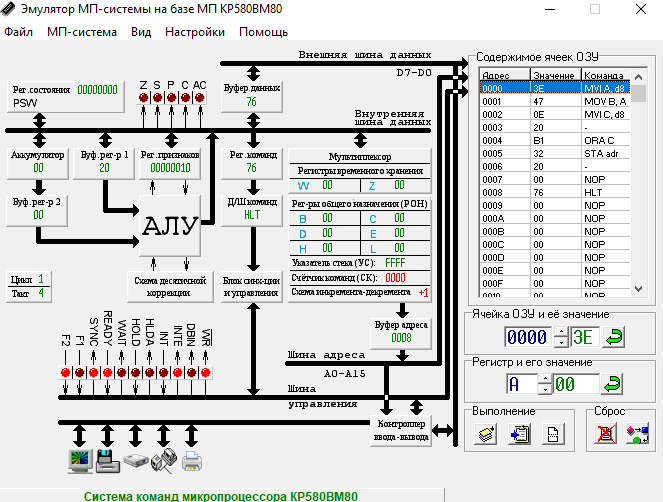 Эмулятор МП-системы на базе МП КР580ВМ80
Файл МП-система Вид Настройки Помощь
Внешняя шина данных
D7-D0
Рег.состояния 00000000
PSW
Z S P C AC
Буфер данных
76
Внутренняя
шина данных
Аккумулятор
00
Буф.рег-р 1
20
Рег.признаков
00000010
Рег.команд
76
Буф.рег-р 2
00
АЛУ
Д/Ш команд
HLT
Мультиплексор
Регистры временного хранения
W 00 Z 00
Рег-ры общего назначения (РОН)
B 00 C 00
D 00 E 00
H 00 L 00
Указатель стека (УС): FFFF
Счётчик команд (СК): 0000
Схема инкремента-декремента +1
Цикл 1
Такт 4
Схема десятичной
коррекции
Блок синх-ции
и управления
Буфер адреса
0008
F2 F1 SYNC READY WAIT HOLD HLDA INT INTE DBIN WR
Шина адреса
A0-A15
Шина
управления
Контроллер
ввода-вывода
Содержимое ячеек ОЗУ
Адрес Значение Команда
0000 3E MVI A, d8
0001 47 MOV B, A
0002 0E MVI C, d8
0003 20 -
0004 B1 ORA C
0005 32 STA adr
0006 20 -
0007 00 NOP
0008 76 HLT
0009 00 NOP
000A 00 NOP
000B 00 NOP
000C 00 NOP
000D 00 NOP
000E 00 NOP
000F 00 NOP
0010 00 NOP
Ячейка ОЗУ и её значение
0000 3E
Регистр и его значение
A 00
Выполнение
Сброс
Система команд микропроцессора КР580ВМ80